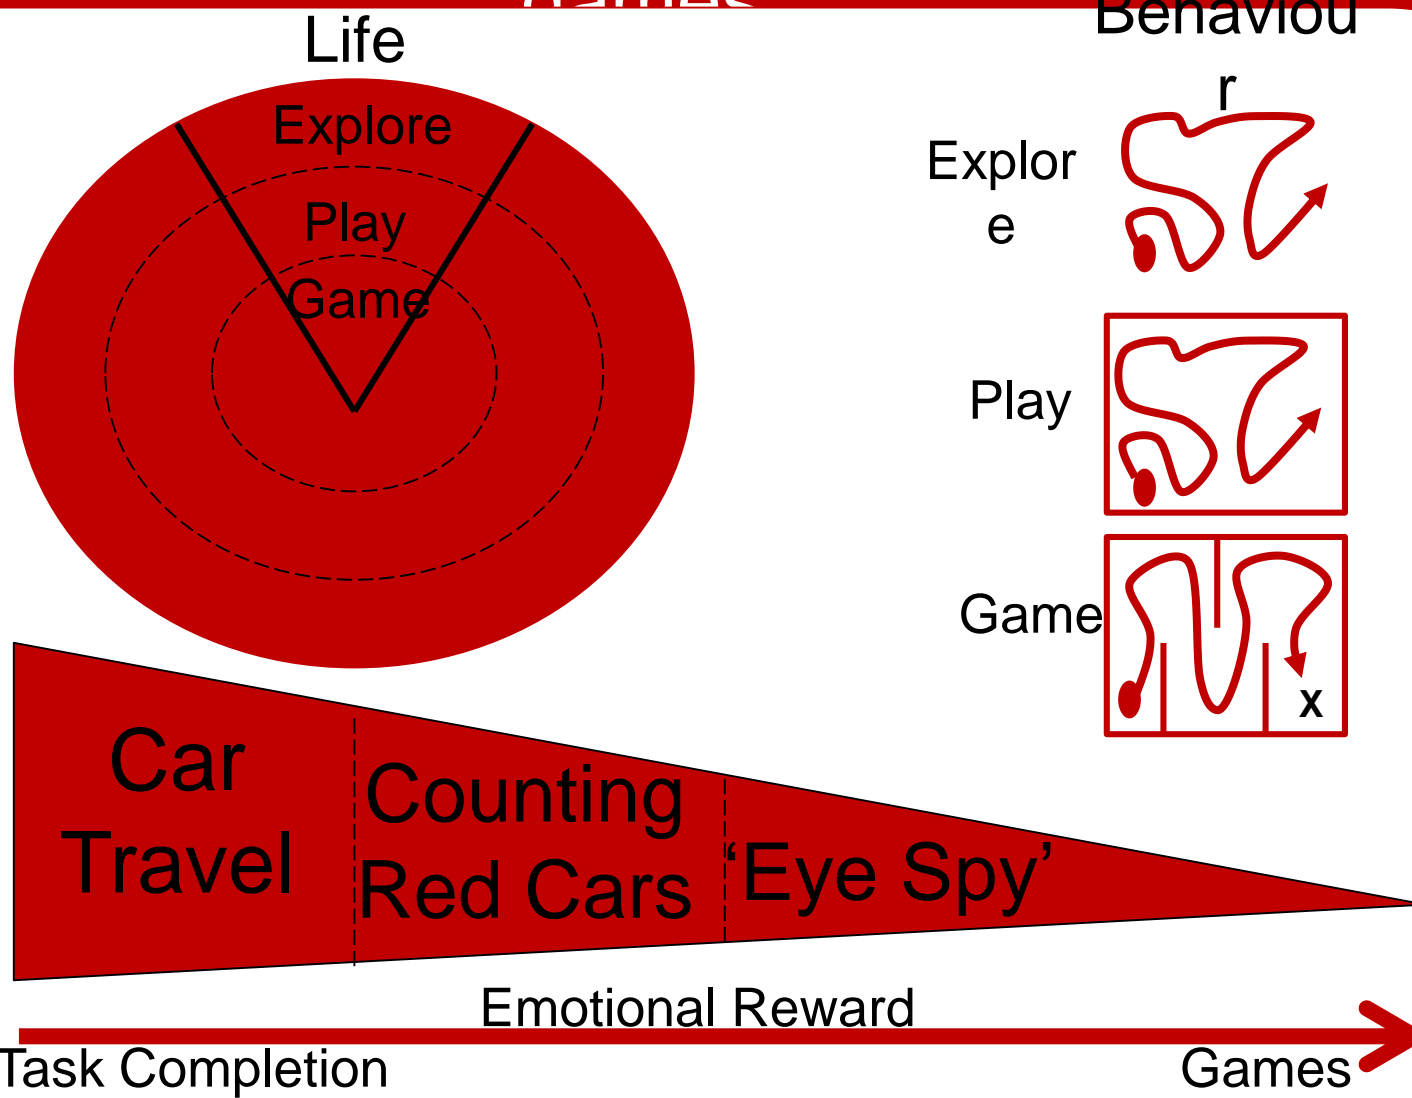 games
Life
Behaviou
r
Explore
Play
Game
Explor
e
Play
Game
x
Car
Travel
Counting
Red Cars
‘Eye Spy’
Emotional Reward
Task Completion
Games